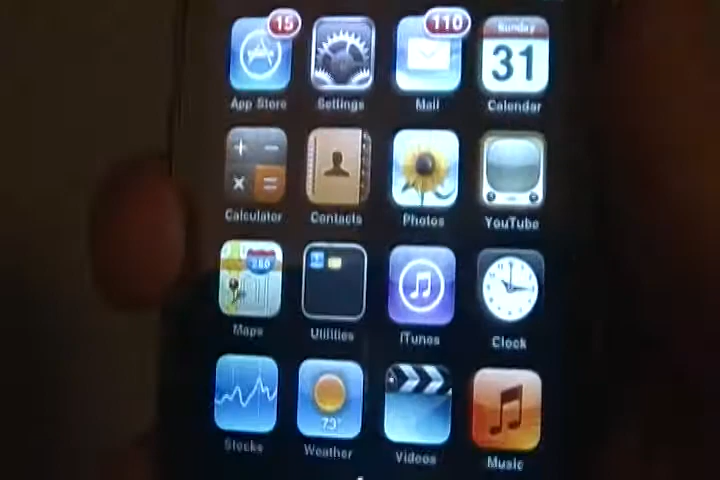 15
110
Sunday
31
App Store
Settings
Mail
Calendar
Calculator
Contacts
Photos
YouTube
280
Maps
Utilities
iTunes
Clock
73°
Stocks
Weather
Videos
Music